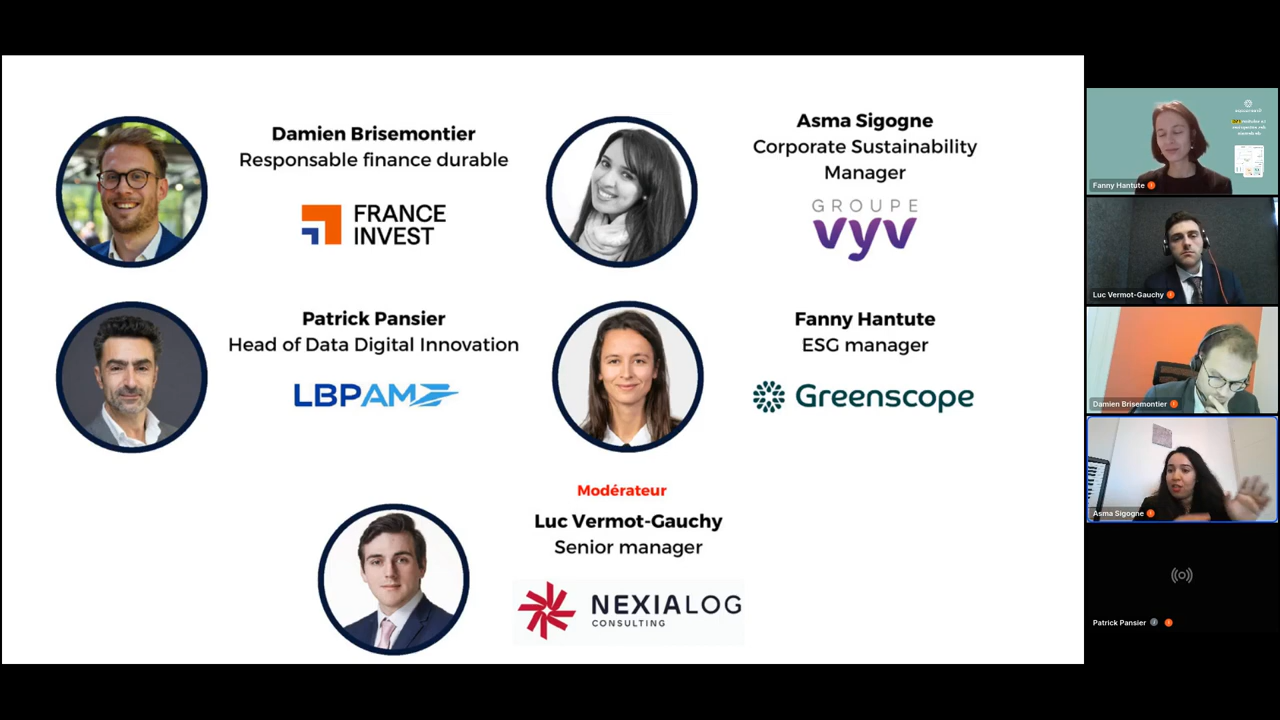 Damien Brisemontier
Responsable finance durable
FRANCE
INVEST
Asma Sigogne
Corporate Sustainability
Manager
GROUPE
vyv
Patrick Pansier
Head of Data Digital Innovation
LBPAM
Fanny Hantute
ESG manager
Greenscope
Modérateur
Luc Vermot-Gauchy
Senior manager
NEXIALOG
CONSULTING
Fanny Hantute
Luc Vermot-Gauchy
Damien Brisemontier
Asma Sigogne
Patrick Pansier